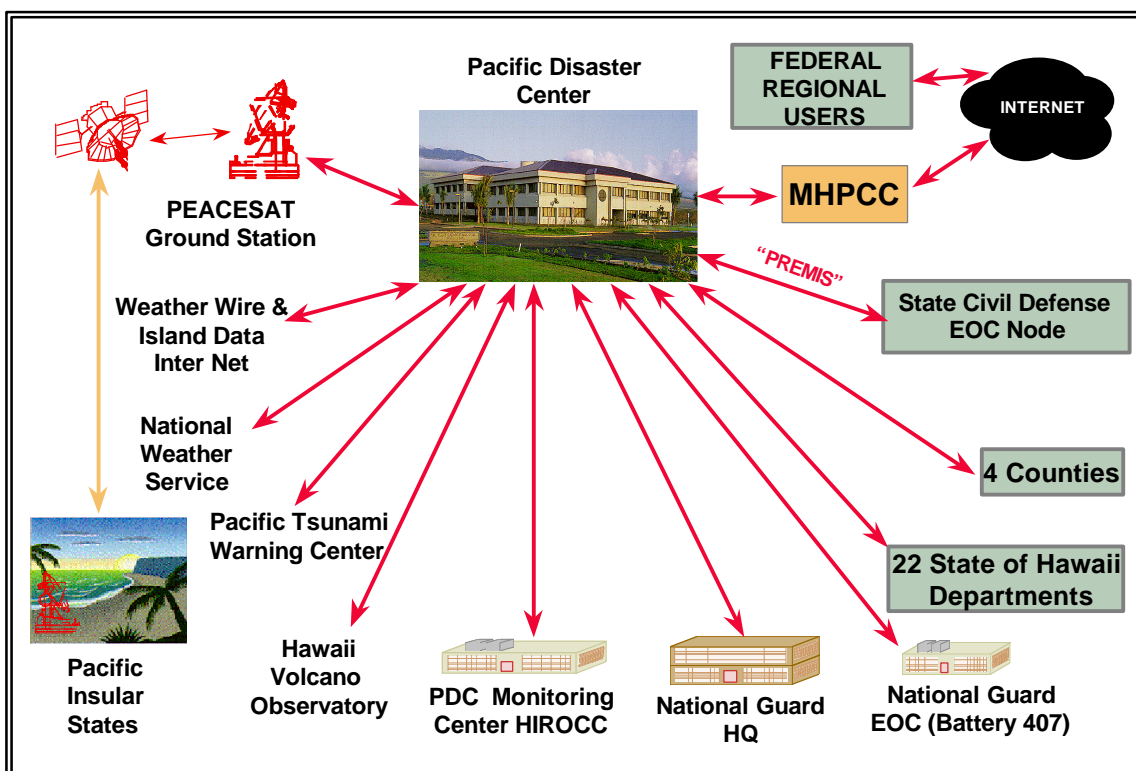 Pacific Disaster
Center
FEDERAL
REGIONAL
USERS
INTERNET
MHPCC
PEACESAT
Ground Station
“PREMIS”
Weather Wire &
Island Data
Inter Net
State Civil Defense
EOC Node
National
Weather
Service
4 Counties
Pacific Tsunami
Warning Center
22 State of Hawaii
Departments
Pacific
Insular
States
Hawaii
Volcano
Observatory
PDC Monitoring
Center HIROCC
National Guard
HQ
National Guard
EOC (Battery 407)